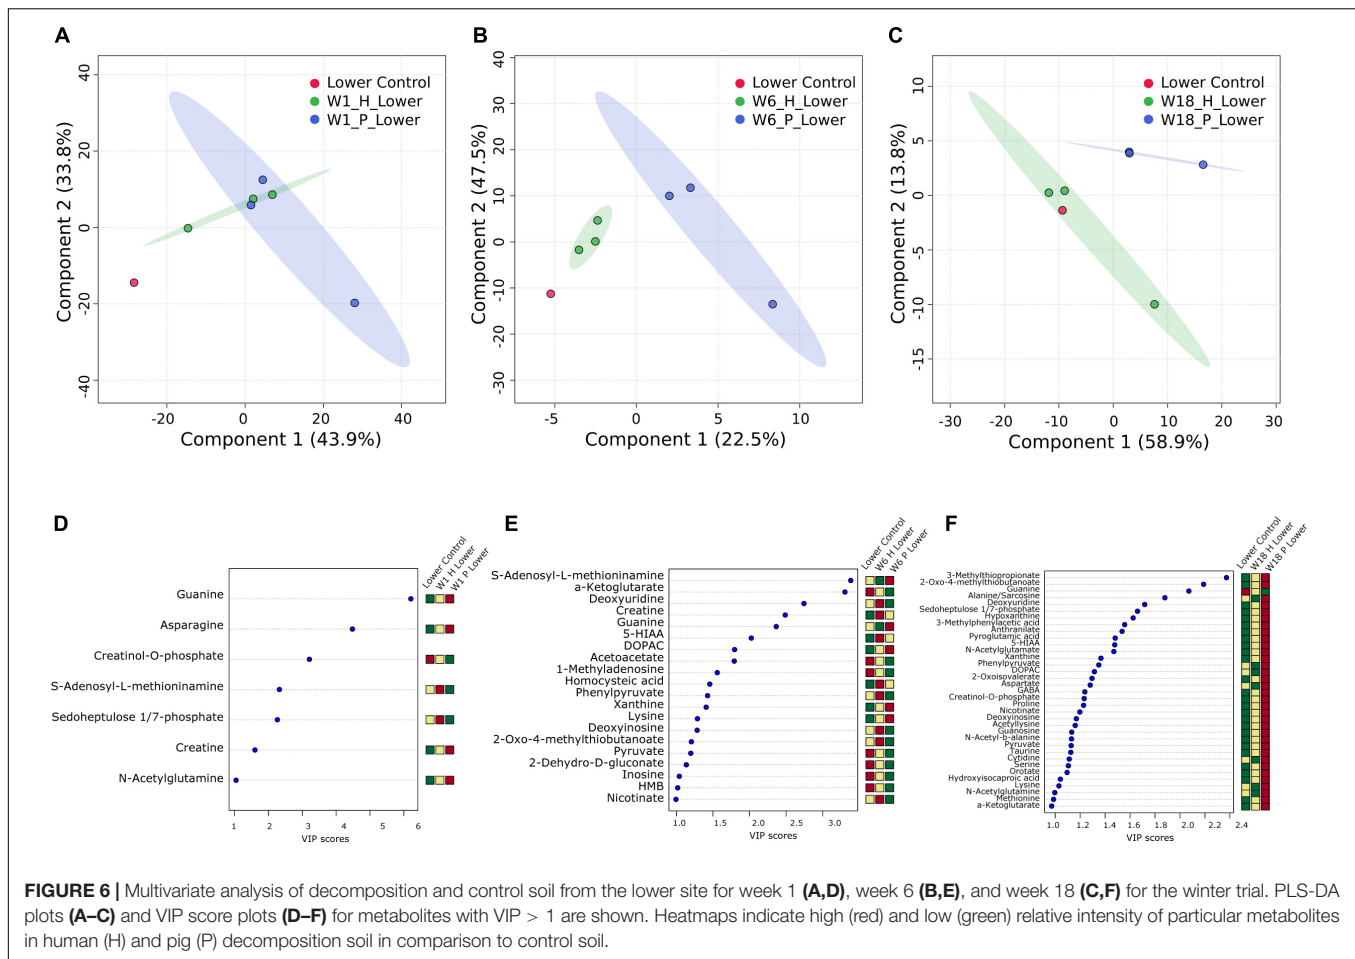 A
B
C
Lower Control
W1_H_Lower
W1_P_Lower
Component 2 (33.8%)
40
20
0
-20
-40
-20
0
20
40
Component 1 (43.9%)
Lower Control
W6_H_Lower
W6_P_Lower
Component 2 (47.5%)
40
30
20
10
0
-10
-20
-30
-5
0
5
10
Component 1 (22.5%)
Lower Control
W18_H_Lower
W18_P_Lower
Component 2 (13.8%)
10
5
0
-5
-10
-15
-30
-20
-10
0
10
20
30
Component 1 (58.9%)
D
Lower Control
W1 H Lower
W1 P Lower
Guanine
Asparagine
Creatinol-O-phosphate
S-Adenosyl-L-methioninamine
Sedoheptulose 1/7-phosphate
Creatine
N-Acetylglutamine
1
2
3
4
5
6
VIP scores
E
Lower Control
W6 H Lower
W6 P Lower
S-Adenosyl-L-methioninamine
a-Ketoglutarate
Deoxyuridine
Creatine
Guanine
5-HIAA
DOPAC
Acetoacetate
1-Methyladenosine
Homocysteic acid
Phenylpyruvate
Xanthine
Lysine
Deoxyinosine
2-Oxo-4-methylthiobutanoate
Pyruvate
2-Dehydro-D-gluconate
Inosine
HMB
Nicotinate
1.0
1.5
2.0
2.5
3.0
VIP scores
F
Lower Control
W18 H Lower
W18 P Lower
3-Methylthiopropionate
2-Oxo-4-methylthiobutanoate
Guanine
Alanine/Sarcosine
Deoxyuridine
Sedoheptulose 1/7-phosphate
Hypoxanthine
3-Methylphenylacetic acid
Anthranilate
Pyroglutamic acid
5-HIAA
N-Acetylglutamate
Xanthine
Phenylpyruvate
DOPAC
2-Oxoisovalerate
Aspartate
GABA
Creatinol-O-phosphate
Proline
Nicotinate
Deoxyinosine
Acetyllysine
Guanosine
N-Acetyl-b-alanine
Pyruvate
Taurine
Cytidine
Serine
Orotate
Hydroxyisocaproic acid
Lysine
N-Acetylglutamine
Methionine
a-Ketoglutarate
1.0
1.2
1.4
1.6
1.8
2.0
2.2
2.4
VIP scores
FIGURE 6 | Multivariate analysis of decomposition and control soil from the lower site for week 1 (A,D), week 6 (B,E), and week 18 (C,F) for the winter trial. PLS-DA
plots (A–C) and VIP score plots (D–F) for metabolites with VIP > 1 are shown. Heatmaps indicate high (red) and low (green) relative intensity of particular metabolites
in human (H) and pig (P) decomposition soil in comparison to control soil.